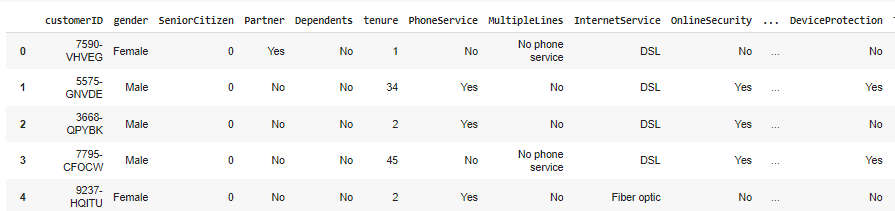 customerID gender SeniorCitizen Partner Dependents tenure PhoneService MultipleLines InternetService OnlineSecurity ... DeviceProtection
0 7590-VHVEG Female 0 Yes No 1 No No phone service DSL No ... No
1 5575-GNVDE Male 0 No No 34 Yes No DSL Yes ... Yes
2 3668-QPYBK Male 0 No No 2 Yes No DSL Yes ... No
3 7795-CFOCW Male 0 No No 45 No No phone service DSL Yes ... Yes
4 9237-HQITU Female 0 No No 2 Yes No Fiber optic No ... No